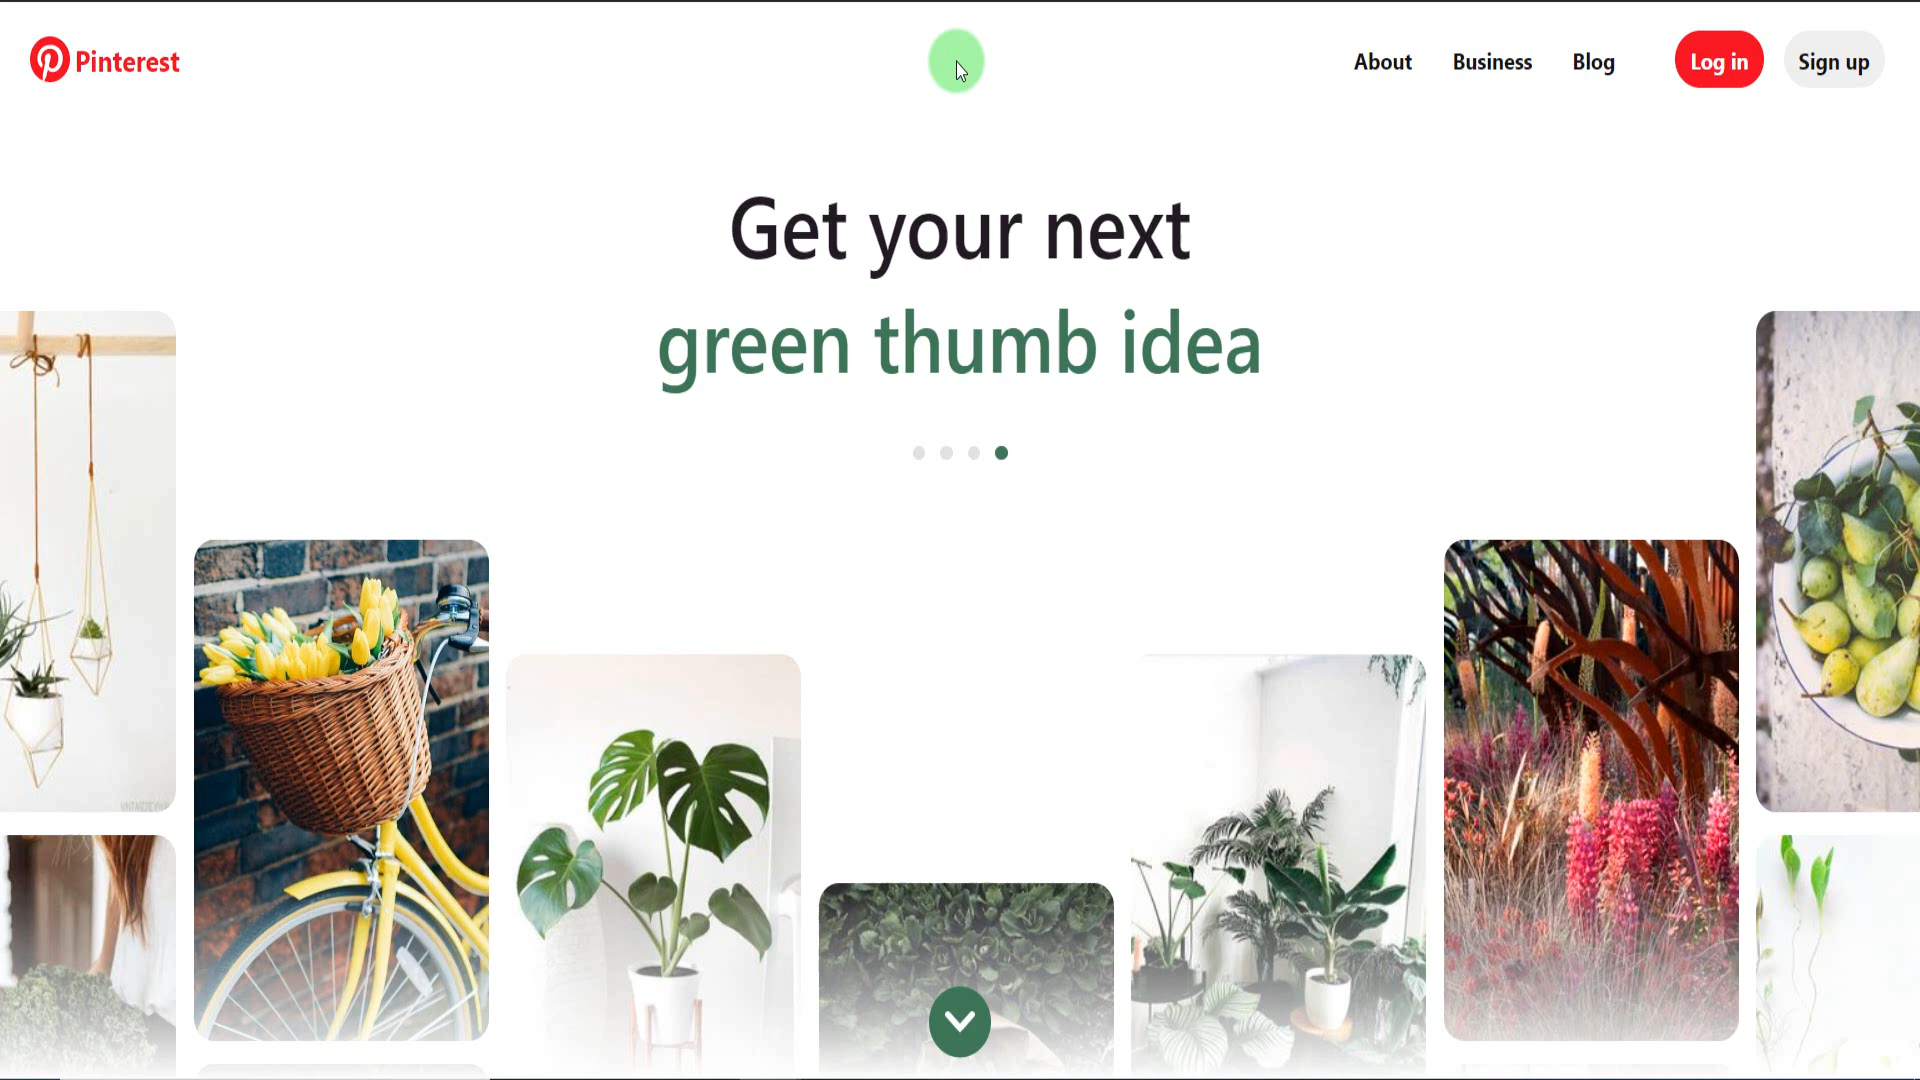 Pinterest
About Business Blog Log in Sign up
Get your next
green thumb idea